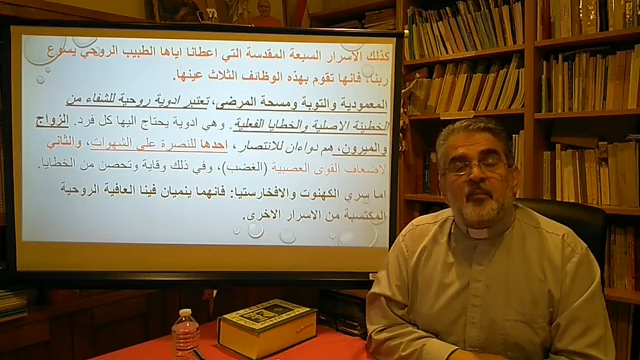 كذلك الاسرار السبعة المقدسة التي اعطانا اياها الطبيب الروحي يسوع
ربنا، فانها تقوم بهذه الوظائف الثلاث عينها.
المعمودية والتوبة ومسحة المرضى، تعتبر ادوية روحية للشفاء من
الخطيئة الاصلية والخطايا الفعلية. وهي ادوية يحتاج اليها كل فرد. الزواج
والميرون، هم دواءان للانتصار، احدها للنصرة على الشهوات، والثاني
لاضعاف القوى العصبية (الغضب)، وفي ذلك وقاية وتحصن من الخطايا.
اما سري الكهنوت والافخارستيا: فانهما ينميان فينا العافية الروحية
المكتسبة من الاسرار الاخرى.